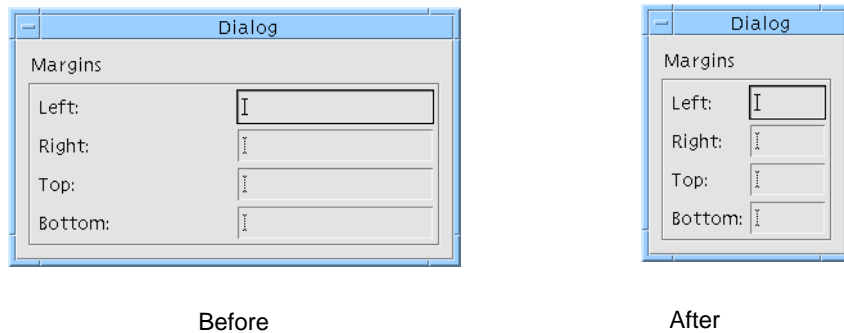 Dialog
Margins
Left:
Right:
Top:
Bottom:
Before
Dialog
Margins
Left:
Right:
Top:
Bottom:
After